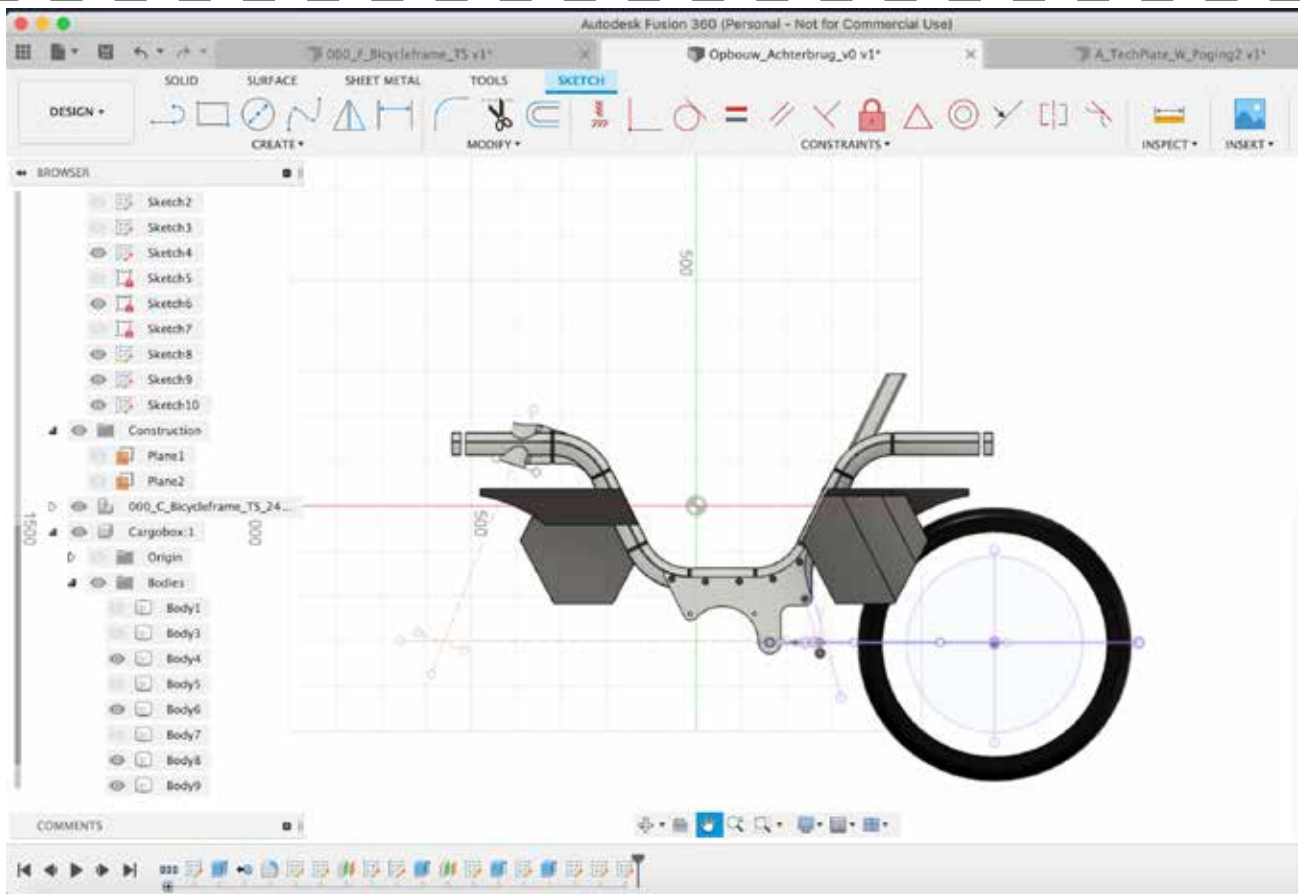 Autodesk Fusion 360 (Personal - Not for Commercial Use)
000_F_Bicycleframe_TS v1*
Opbouw_Achterbrug_v0 v1*
A_TechPlate_W_Poging2 v1*
SOLID SURFACE SHEET METAL TOOLS SKETCH
DESIGN
CREATE MODIFY CONSTRAINTS INSPECT INSERT
BROWSER
Sketch2
Sketch3
Sketch4
Sketch5
Sketch6
Sketch7
Sketch8
Sketch9
Sketch10
Construction
Plane1
Plane2
000_C_Bicycleframe_TS_24...
Cargobox:1
Origin
Bodies
Body1
Body3
Body4
Body5
Body6
Body7
Body8
Body9
500
500
000
1500
COMMENTS